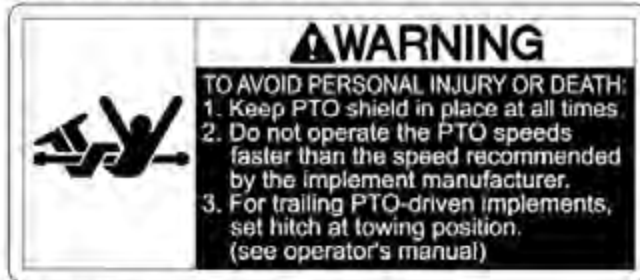 WARNING
TO AVOID PERSONAL INJURY OR DEATH:
1. Keep PTO shield in place at all times
2. Do not operate the PTO speeds
faster than the speed recommended
by the implement manufacturer.
3. For trailing PTO-driven implements,
set hitch at towing position.
(see operator's manual)